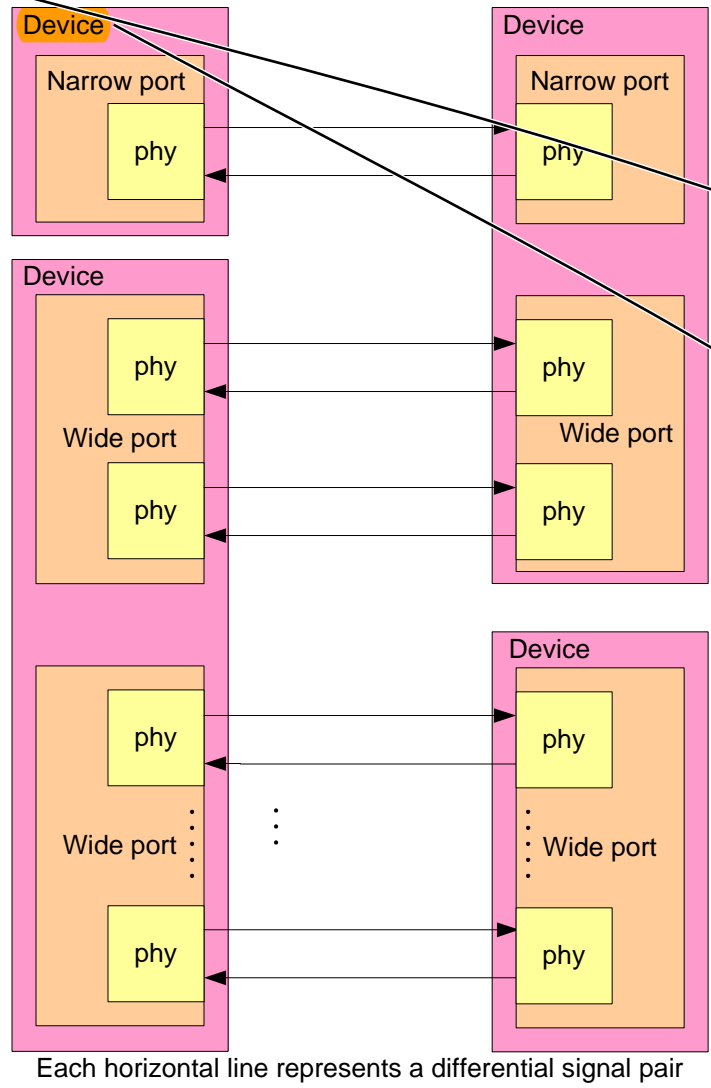 Device
Narrow port
phy
Device
Narrow port
phy
Device
phy
Wide port
phy
phy
Wide port
phy
phy
Wide port
phy
Device
phy
Wide port
phy
Each horizontal line represents a differential signal pair